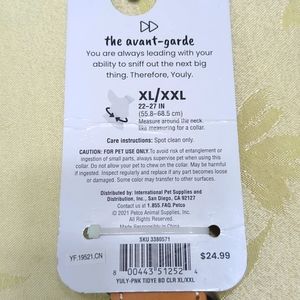 the avant-garde
You are always leading with your
ability to sniff out the next big
thing. Therefore, Youly.
XL/XXL
22-27 IN
(55.8-68.5 cm)
Measure around the neck
like measuring for a collar.
Care instructions: Spot clean only.
CAUTION: FOR PET USE ONLY. To avoid risk of entanglement or
ingestion of small parts, always supervise pet when using this
collar. Do not allow your pet to chew on the collar. May be harmful
if ingested. Inspect regularly and replace if any part becomes loose
or damaged. Some color may transfer to other surfaces.
Distributed by: International Pet Supplies and
Distribution, Inc., San Diego, CA 92127
Contact us at 1.855.FAQ.Petco
© 2021 Petco Animal Supplies, Inc.
All Rights Reserved.
Made Responsibly in China
SKU 3380571
YF.19521.CN
$24.99
8 00443 51252 4
YULY-PNK TIDYE BD CLR XL/XXL